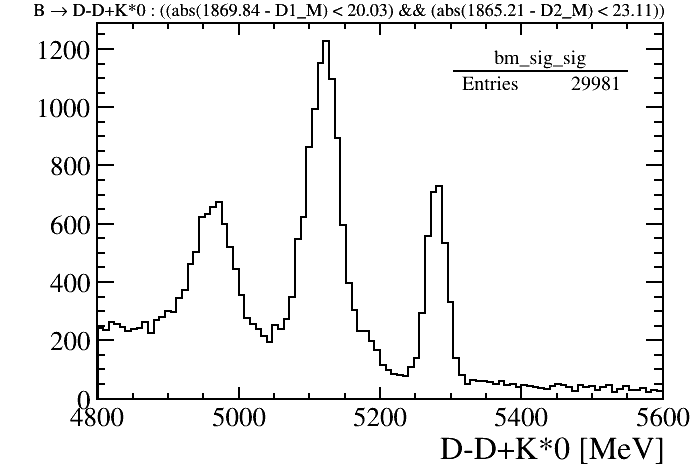 B → D-D+K*0 : ((abs(1869.84 - D1_M) < 20.03) && (abs(1865.21 - D2_M) < 23.11))
bm_sig_sig
Entries 29981
1200
1000
800
600
400
200
0
4800 5000 5200 5400 5600
D-D+K*0 [MeV]